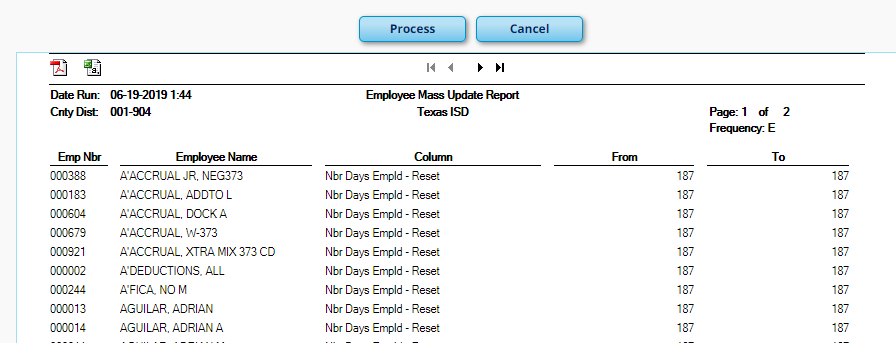 Process Cancel
Date Run: 06-19-2019 1:44 Employee Mass Update Report
Cnty Dist: 001-904 Texas ISD Page: 1 of 2
Frequency: E
Emp Nbr Employee Name Column From To
000388 A'ACCRUAL JR, NEG373 Nbr Days Empld - Reset 187 187
000183 A'ACCRUAL, ADDTO L Nbr Days Empld - Reset 187 187
000604 A'ACCRUAL, DOCK A Nbr Days Empld - Reset 187 187
000679 A'ACCRUAL, W-373 Nbr Days Empld - Reset 187 187
000921 A'ACCRUAL, XTRA MIX 373 CD Nbr Days Empld - Reset 187 187
000002 A'DEDUCTIONS, ALL Nbr Days Empld - Reset 187 187
000244 A'FICA, NO M Nbr Days Empld - Reset 187 187
000013 AGUILAR, ADRIAN Nbr Days Empld - Reset 187 187
000014 AGUILAR, ADRIAN A Nbr Days Empld - Reset 187 187